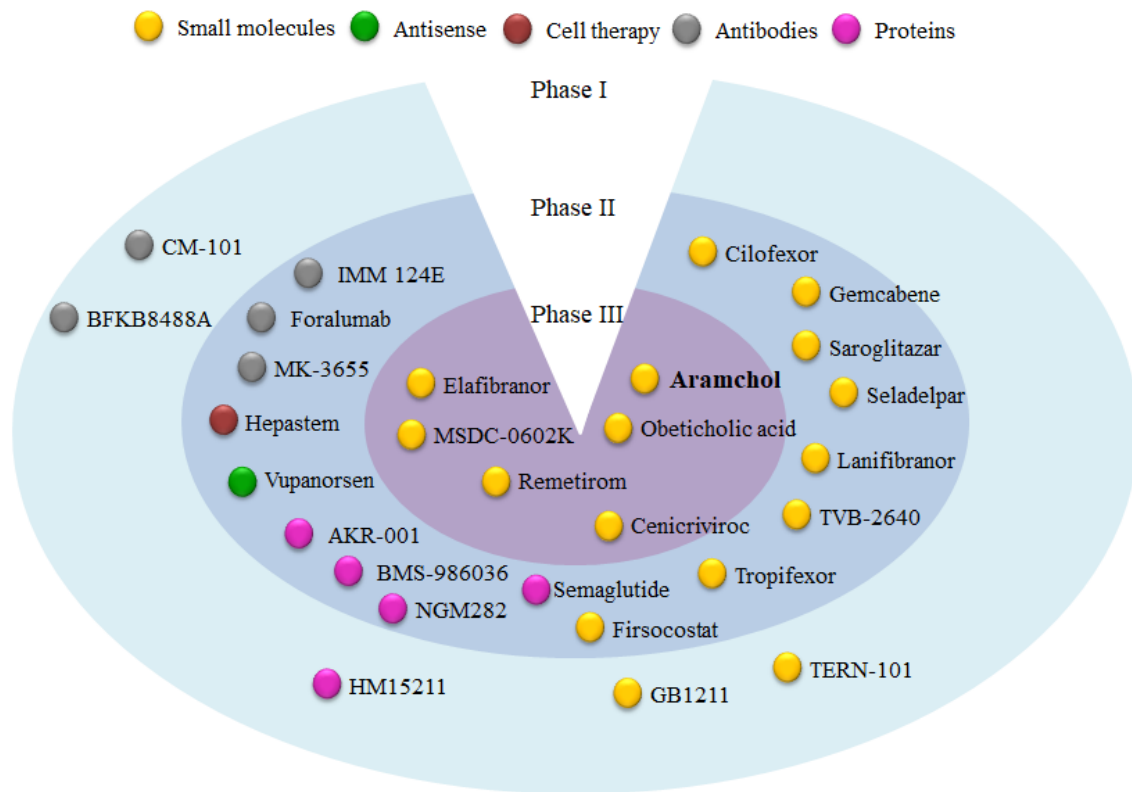 Small molecules Antisense Cell therapy Antibodies Proteins
Phase I
Phase II
Phase III
CM-101
BFKB8488A
IMM 124E
Foralumab
MK-3655
Hepastem
Vupanorsen
AKR-001
BMS-986036
NGM282
HM15211
Elafibranor
MSDC-0602K
Remetirom
Cenicriviroc
Aramchol
Obeticholic acid
Semaglutide
Firsocostat
Cilofexor
Gemcabene
Saroglitazar
Seladelpar
Lanifibranor
TVB-2640
Tropifexor
TERN-101
GB1211